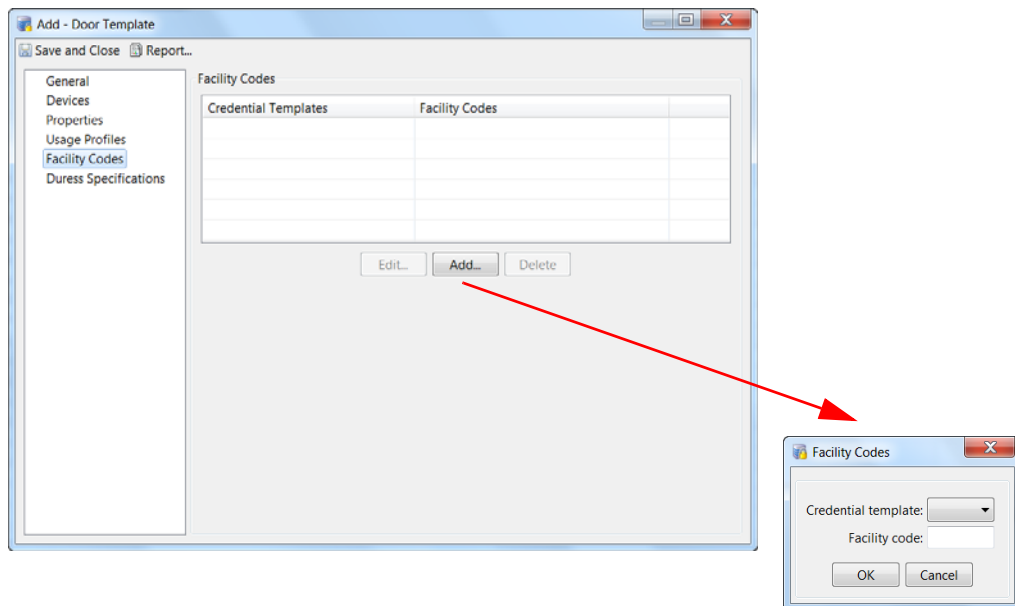 Add - Door Template
Save and Close Report...
General
Devices
Properties
Usage Profiles
Facility Codes
Duress Specifications
Facility Codes
Credential Templates Facility Codes
Edit... Add... Delete
Facility Codes
Credential template:
Facility code:
OK Cancel